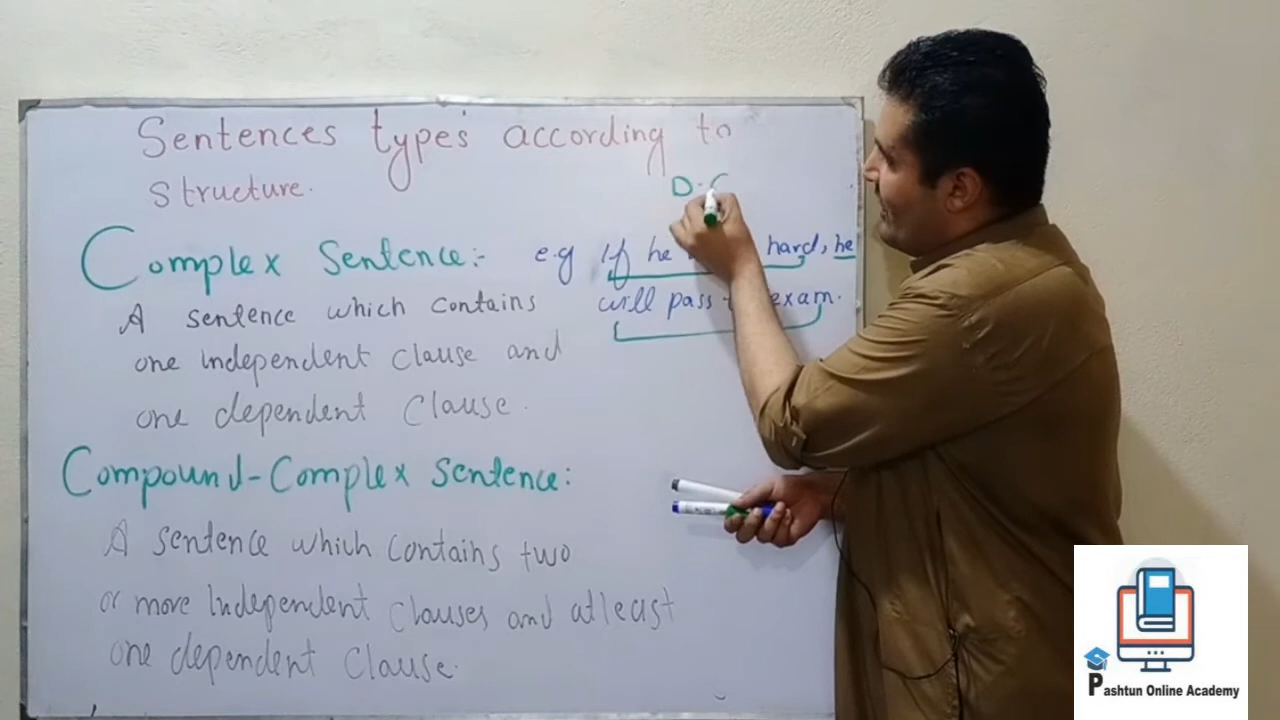 Sentences types according to
structure.
D.C
Complex Sentence:- e.g If he hard, he
will pass exam.
A sentence which contains
one independent clause and
one dependent clause.
Compound-Complex sentence:
A sentence which contains two
or more independent clauses and atleast
one dependent clause.
Pashtun Online Academy